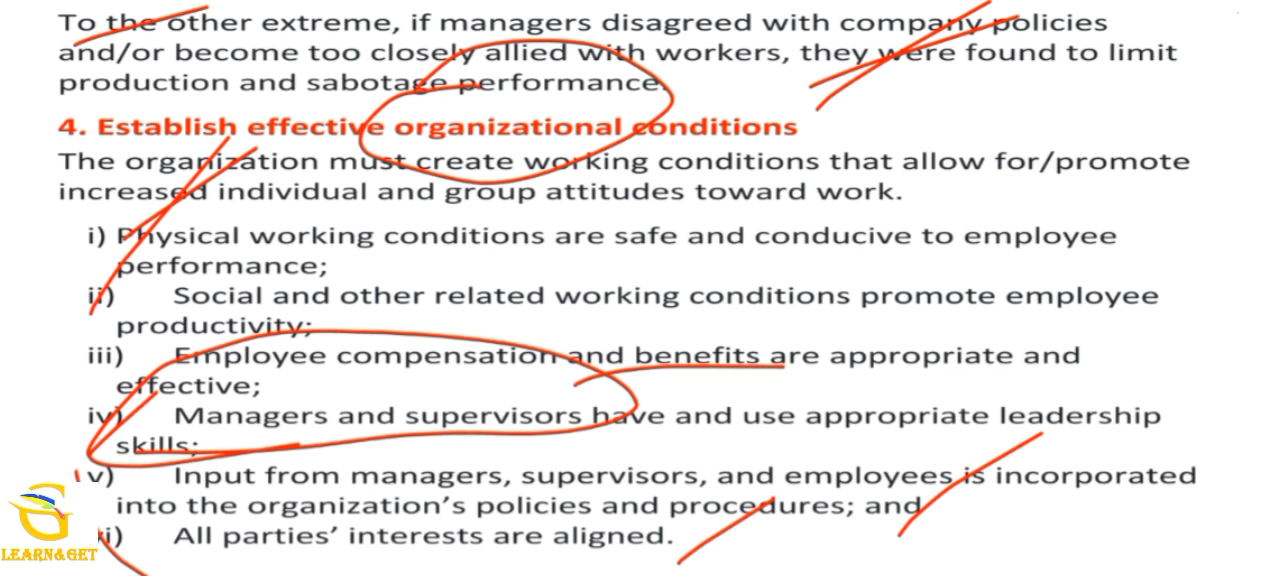 To the other extreme, if managers disagreed with company policies
and/or become too closely allied with workers, they were found to limit
production and sabotage performance.
4. Establish effective organizational conditions
The organization must create working conditions that allow for/promote
increased individual and group attitudes toward work.
i) Physical working conditions are safe and conducive to employee
performance;
ii) Social and other related working conditions promote employee
productivity;
iii) Employee compensation and benefits are appropriate and
effective;
iv) Managers and supervisors have and use appropriate leadership
skills;
v) Input from managers, supervisors, and employees is incorporated
into the organization's policies and procedures; and
i) All parties' interests are aligned.
LEARN&GET